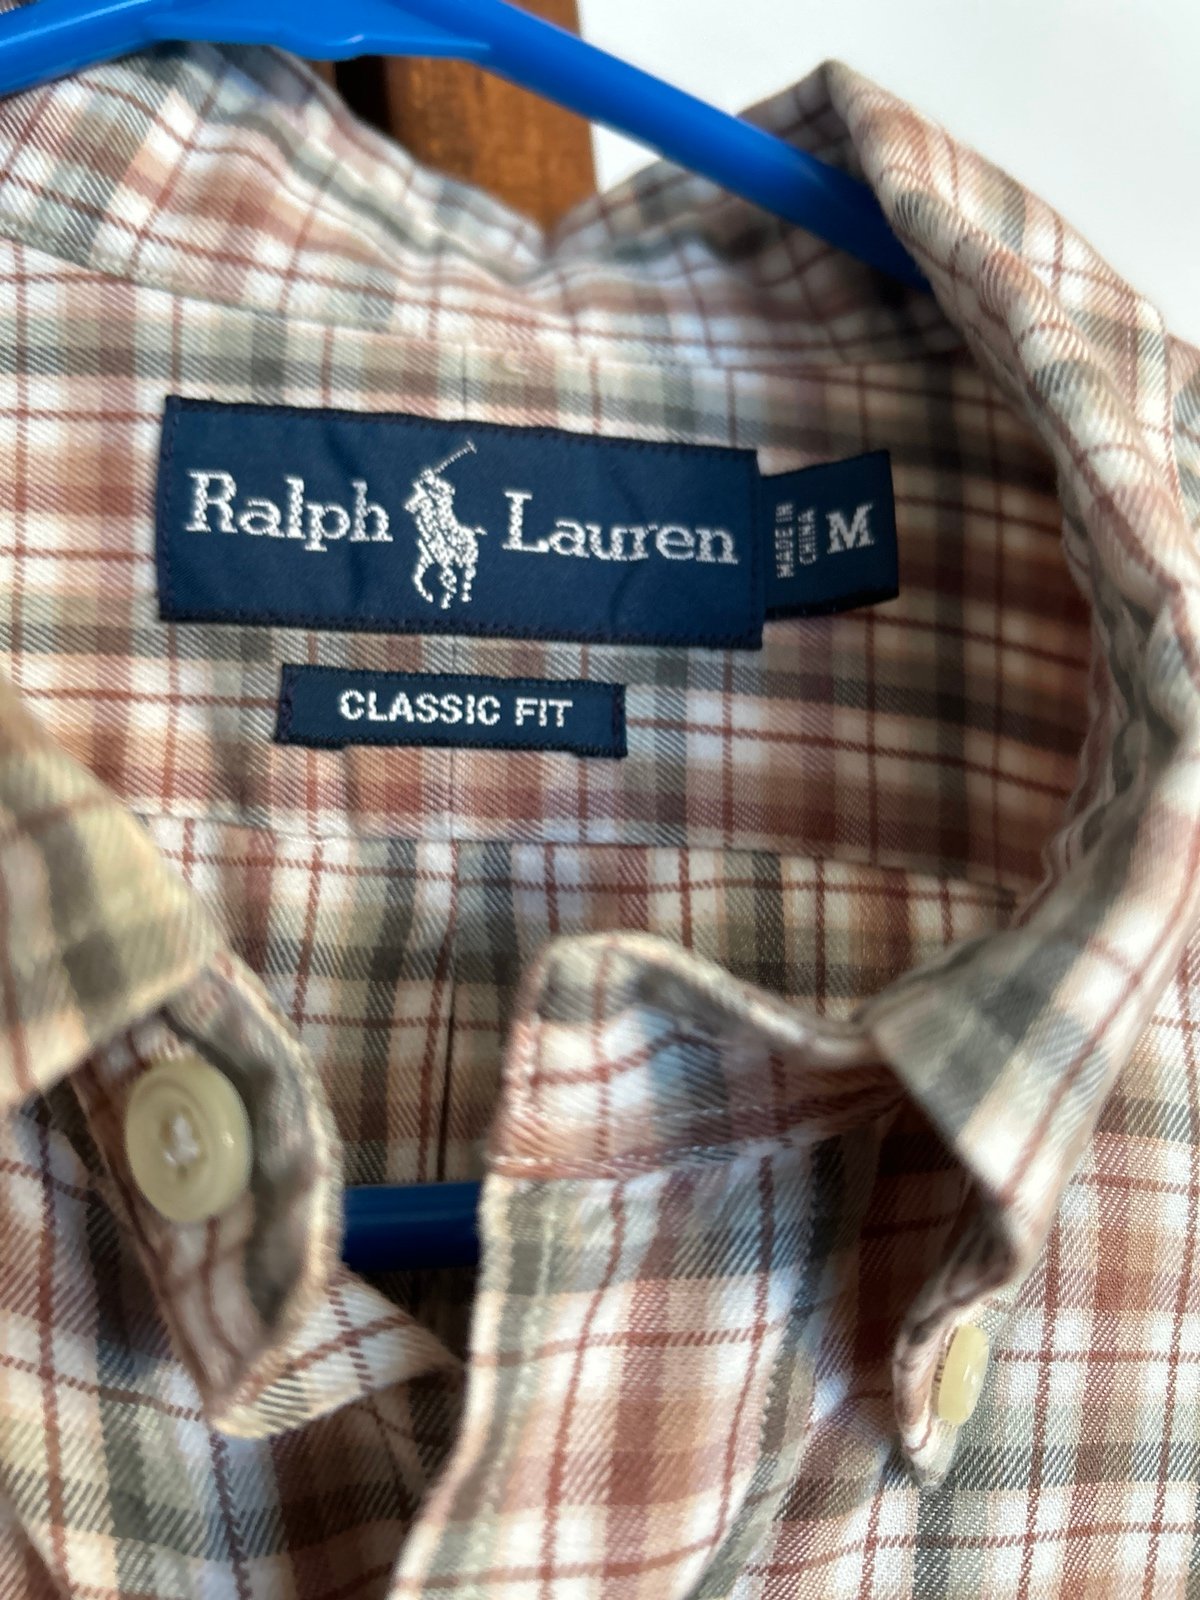 Ralph Lauren
MADE IN
CHINA
M
CLASSIC FIT